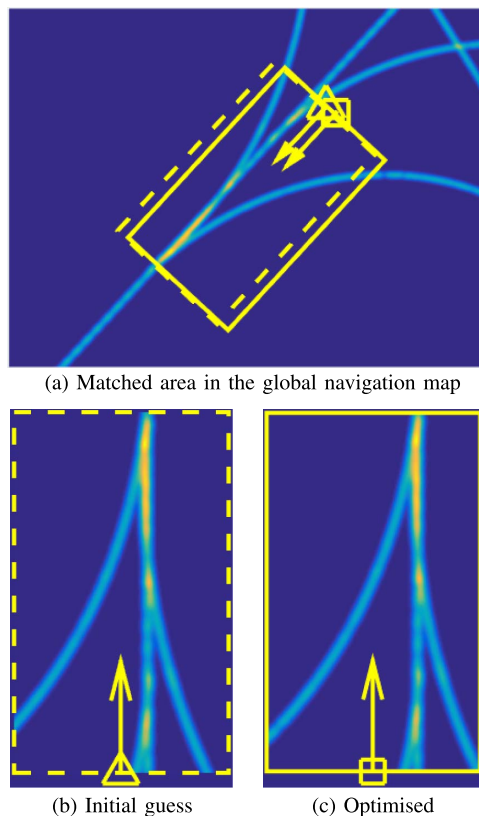 (a) Matched area in the global navigation map
(b) Initial guess
(c) Optimised